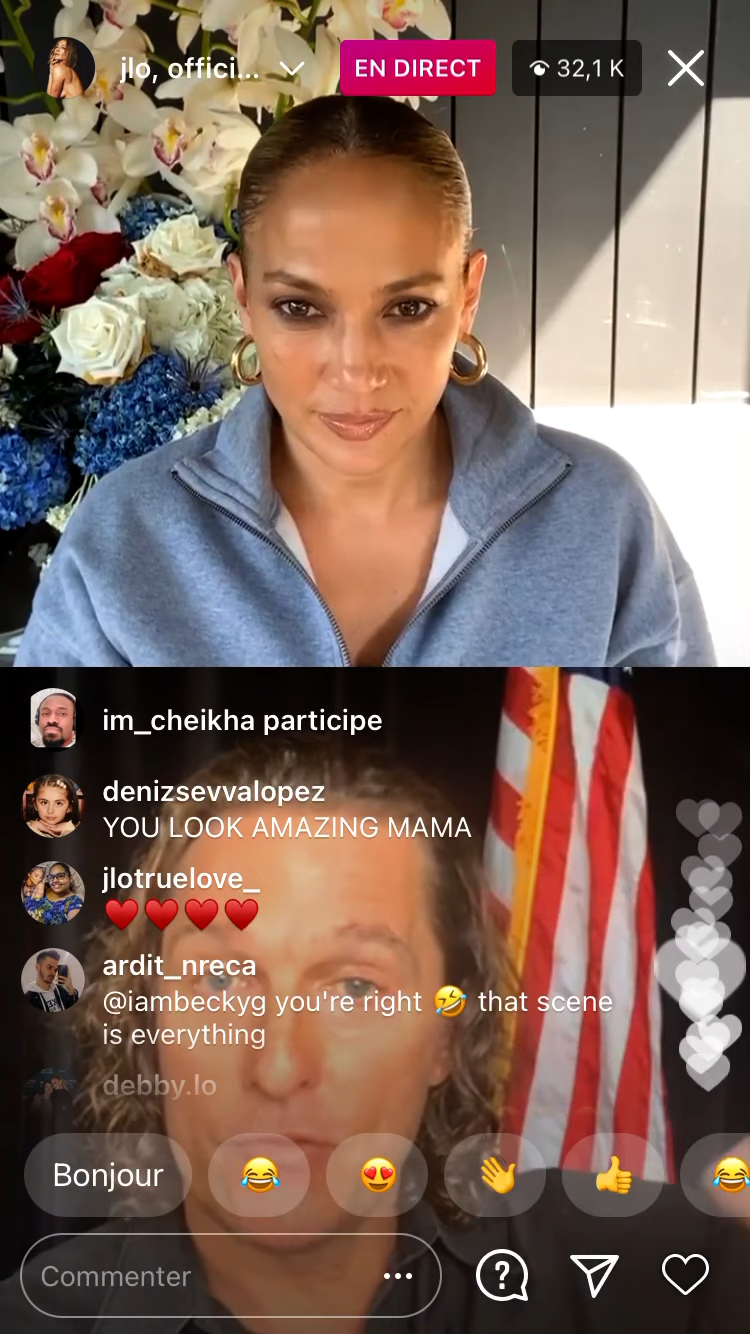 jlo, offici...
EN DIRECT
32,1 K
im_cheikha participe
denizsevvalopez
YOU LOOK AMAZING MAMA
jlotruelove_
♥️♥️♥️♥️
ardit_nreca
@iambeckyg you're right 🤣 that scene
is everything
debby.lo
Bonjour 😂 😍 👋 👍 😂
Commenter